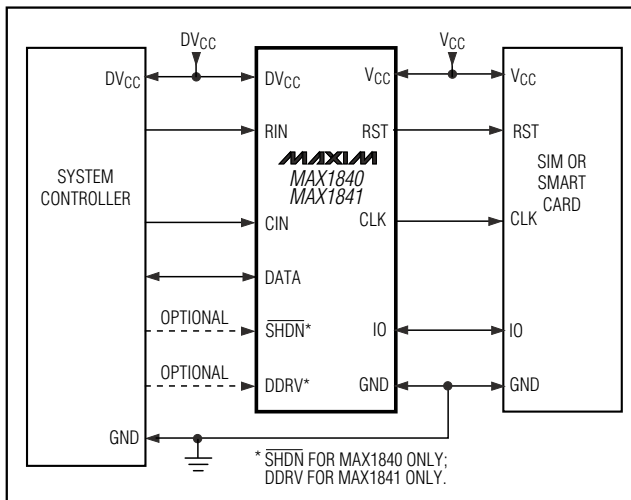 DVCC
VCC
DVCC
DVCC
VCC
VCC
RIN
RST
RST
MAXIM
MAX1840
MAX1841
SYSTEM
CONTROLLER
SIM OR
SMART
CARD
CIN
CLK
CLK
DATA
OPTIONAL
SHDN*
IO
IO
OPTIONAL
DDRV*
GND
GND
GND
* SHDN FOR MAX1840 ONLY;
DDRV FOR MAX1841 ONLY.